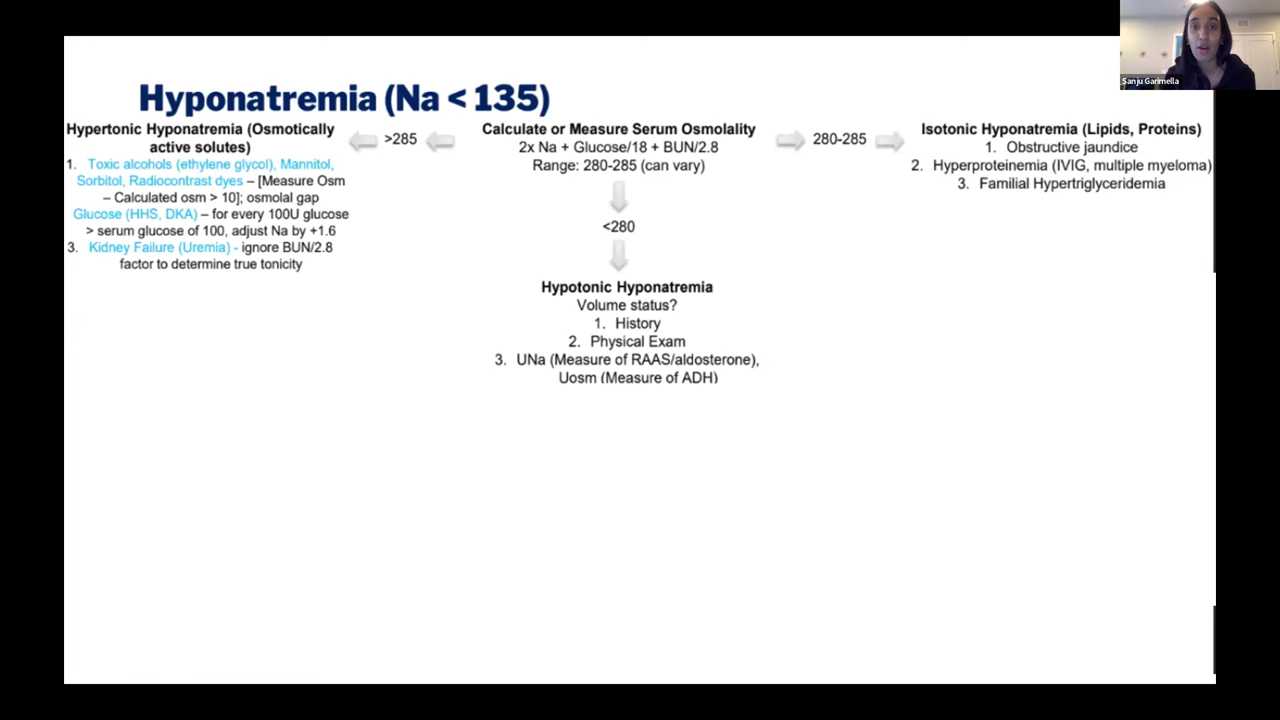 Sanju Garimella
Hyponatremia (Na < 135)
Hypertonic Hyponatremia (Osmotically
active solutes)
1. Toxic alcohols (ethylene glycol), Mannitol,
Sorbitol, Radiocontrast dyes – [Measure Osm
– Calculated osm > 10]; osmolal gap
Glucose (HHS, DKA) – for every 100U glucose
> serum glucose of 100, adjust Na by +1.6
3. Kidney Failure (Uremia) - ignore BUN/2.8
factor to determine true tonicity
>285
Calculate or Measure Serum Osmolality
2x Na + Glucose/18 + BUN/2.8
Range: 280-285 (can vary)
<280
Hypotonic Hyponatremia
Volume status?
1. History
2. Physical Exam
3. UNa (Measure of RAAS/aldosterone),
Uosm (Measure of ADH)
280-285
Isotonic Hyponatremia (Lipids, Proteins)
1. Obstructive jaundice
2. Hyperproteinemia (IVIG, multiple myeloma)
3. Familial Hypertriglyceridemia